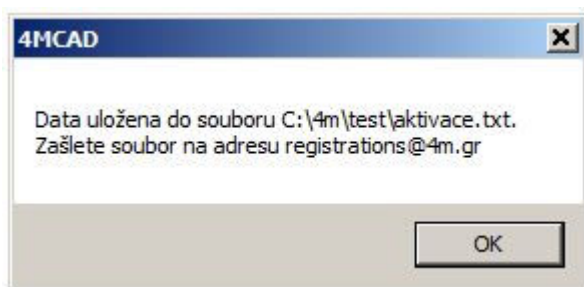 4MCAD
Data uložena do souboru C:\4m\test\aktivace.txt.
Zašlete soubor na adresu registrations@4m.gr
OK